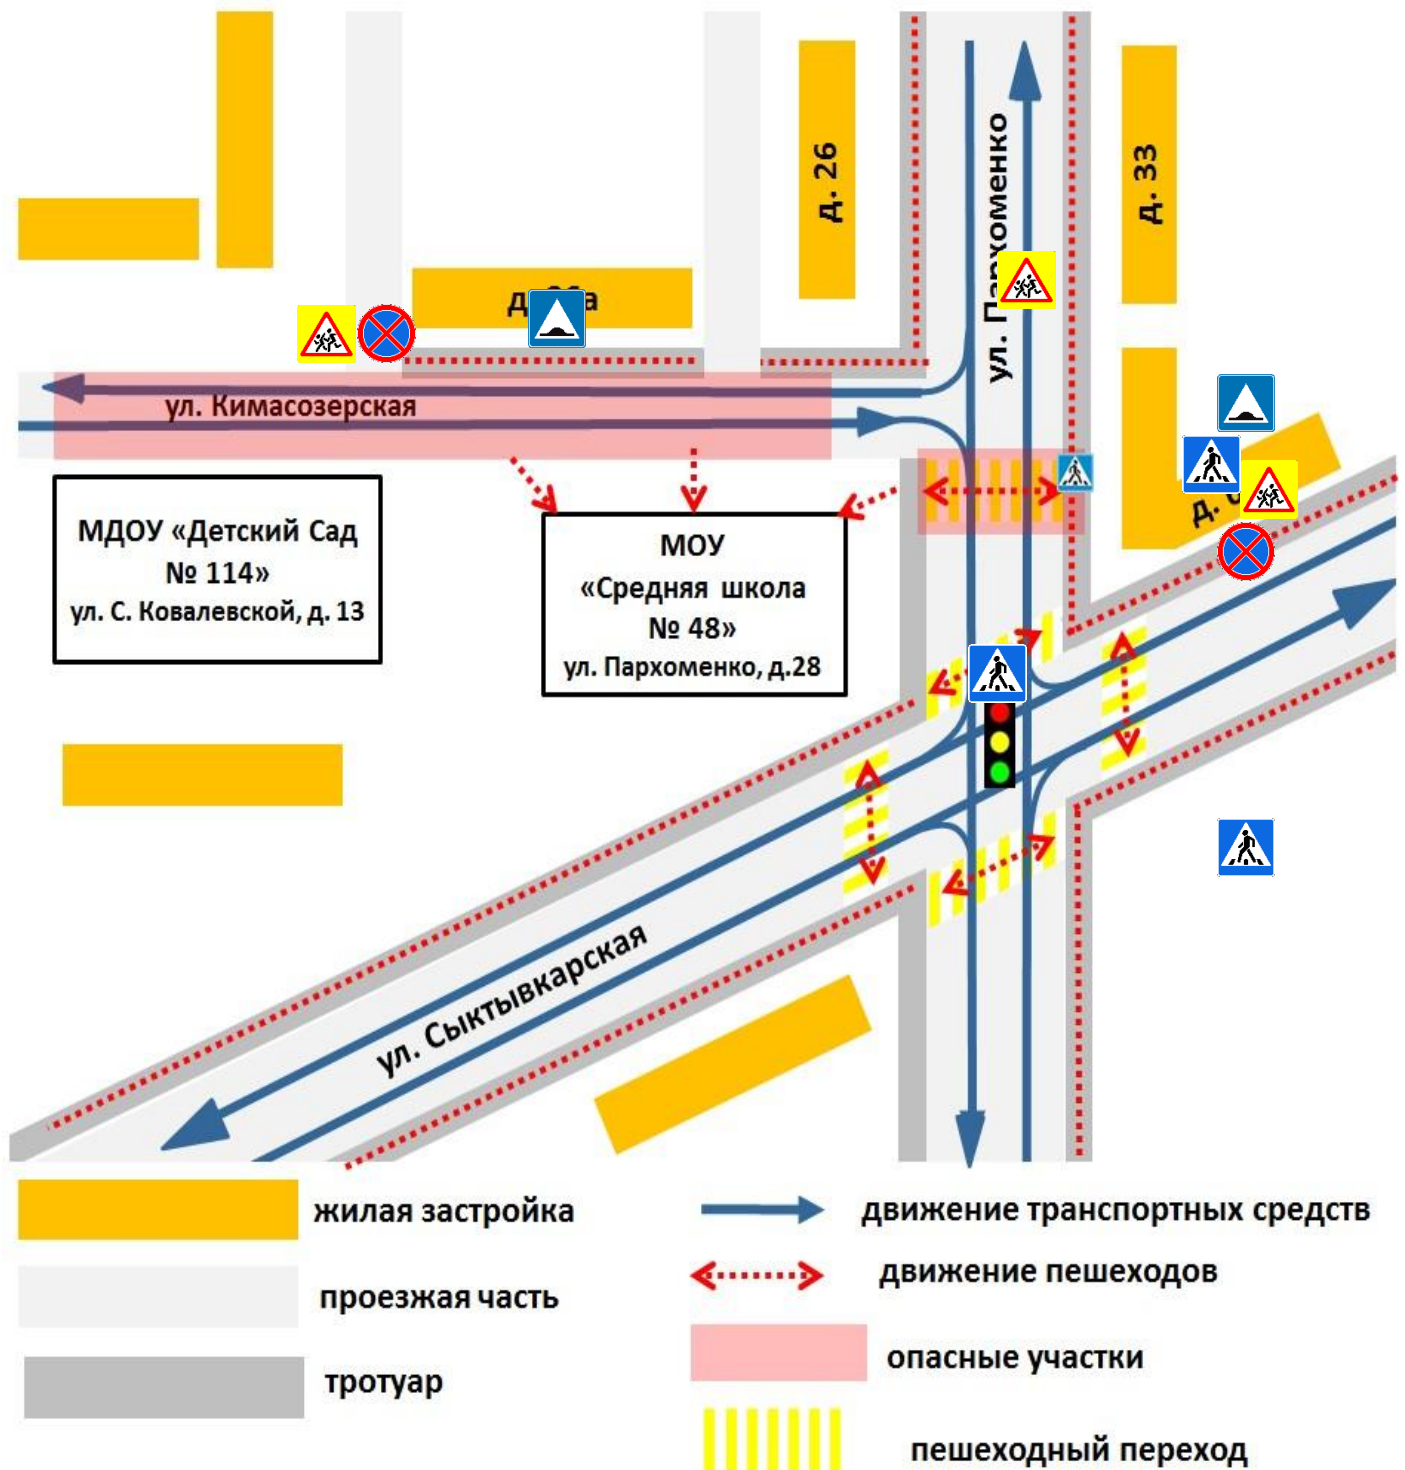 д. 26
ул. Пархоменко
д. 33
ул. Кимасозерская
МДОУ «Детский Сад
№ 114»
ул. С. Ковалевской, д. 13
МОУ
«Средняя школа
№ 48»
ул. Пархоменко, д.28
ул. Сыктывкарская
жилая застройка
проезжая часть
тротуар
движение транспортных средств
движение пешеходов
опасные участки
пешеходный переход